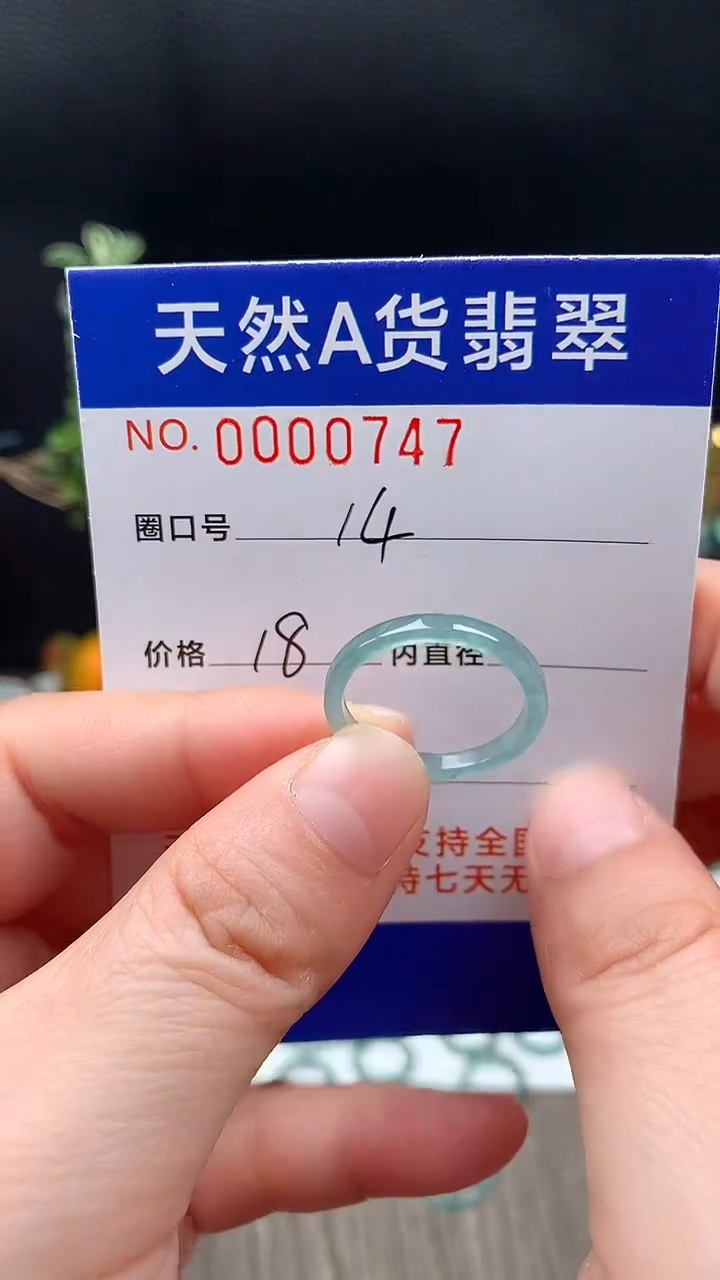 天然A货翡翠
NO. 0000747
圈口号 14
价格 18 内直径
支持全国
持七天无